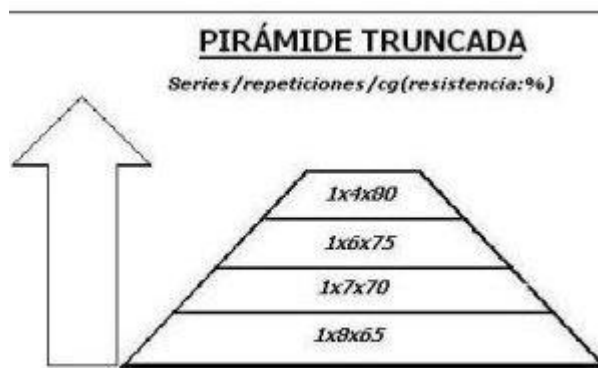 PIRÁMIDE TRUNCADA
Series/repeticiones/cg(resistencia:%)
1x4x80
1x6x75
1x7x70
1x8x65